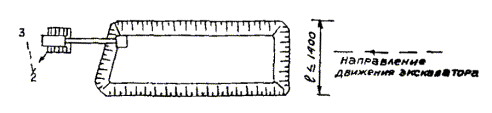 3
2
ℓ ≤ 1400
Направление
движения экскаватора